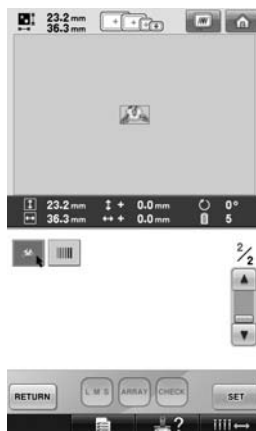 23.2 mm
36.3 mm
23.2 mm + 0.0 mm 0°
36.3 mm + 0.0 mm 5
2/2
RETURN L M S ARRAY CHECK SET
?